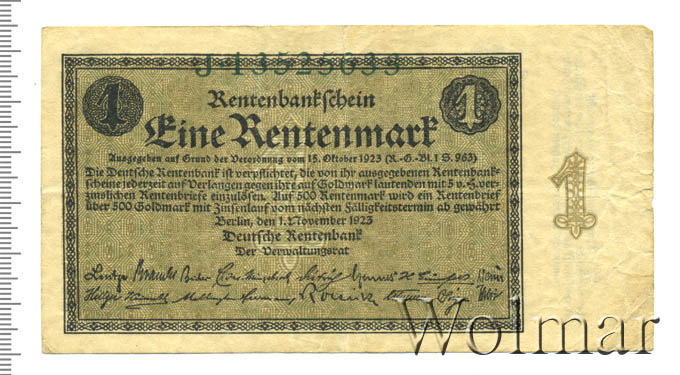 J·13525633
1 1
Rentenbankschein
Eine Rentenmark
Ausgegeben auf Grund der Verordnung vom 15. Oktober 1923 (R.-G.-Bl. I S. 963)
Die Deutsche Rentenbank ist verpflichtet, die von ihr ausgegebenen Rentenbank-
scheine jederzeit auf Verlangen gegen ihre auf Goldmark lautenden mit 5 v. H. ver-
zinslichen Rentenbriefe einzulösen. Auf 500 Rentenmark wird ein Rentenbrief
über 500 Goldmark mit Zinsenlauf vom nächsten Fälligkeitstermin ab gewährt
Berlin, den 1. November 1923
Deutsche Rentenbank
Der Verwaltungsrat
1
Wolmar